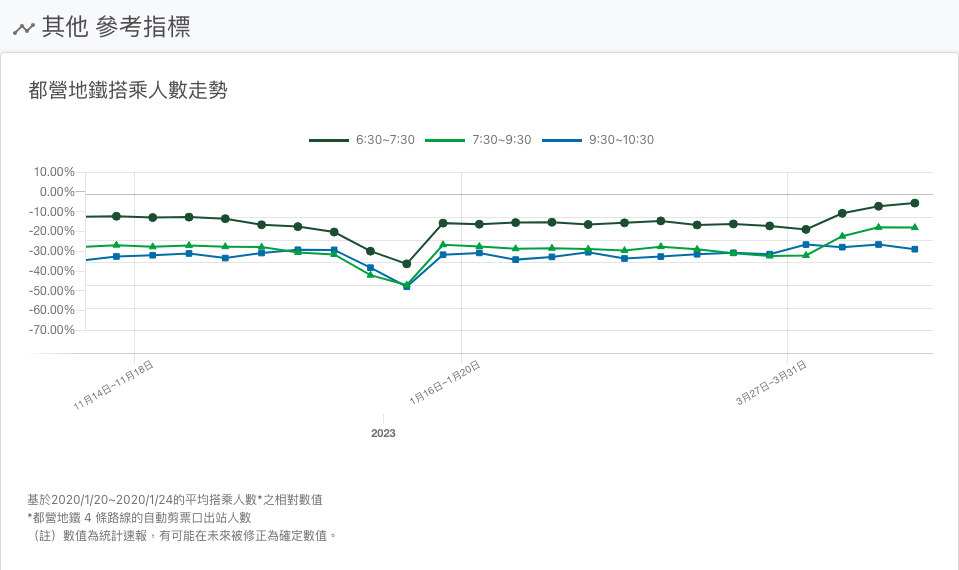 其他 參考指標
都營地鐵搭乘人數走勢
6:30~7:30 7:30~9:30 9:30~10:30
10.00%
0.00%
-10.00%
-20.00%
-30.00%
-40.00%
-50.00%
-60.00%
-70.00%
11月14日~11月18日 1月16日~1月20日 3月27日~3月31日
2023
基於2020/1/20~2020/1/24的平均搭乘人數*之相對數值
*都營地鐵 4 條路線的自動剪票口出站人數
（註）數值為統計速報，有可能在未來被修正為確定數值。